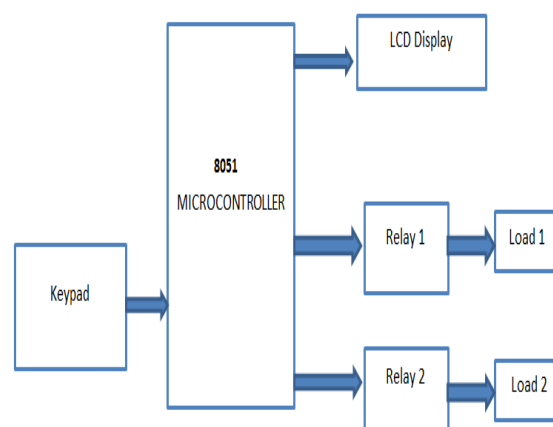 LCD Display
8051
MICROCONTROLLER
Keypad
Relay 1
Load 1
Relay 2
Load 2